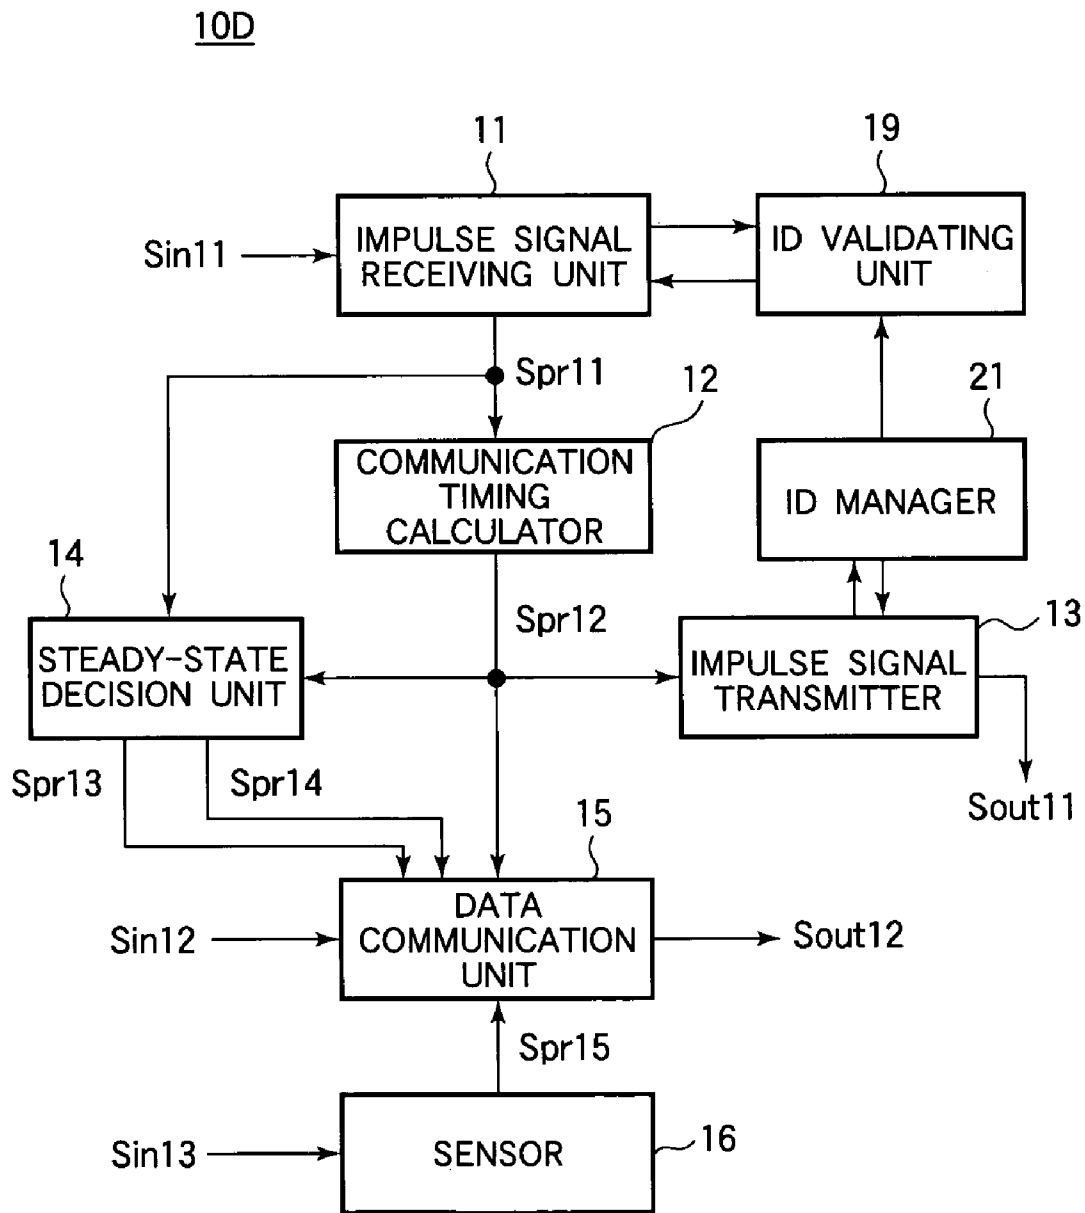 10D
11
19
Sin11
IMPULSE SIGNAL
RECEIVING UNIT
ID VALIDATING
UNIT
Spr11
12
21
COMMUNICATION
TIMING
CALCULATOR
ID MANAGER
14
Spr12
13
STEADY-STATE
DECISION UNIT
IMPULSE SIGNAL
TRANSMITTER
Spr13
Spr14
Sout11
15
Sin12
DATA
COMMUNICATION
UNIT
Sout12
Spr15
Sin13
SENSOR
16